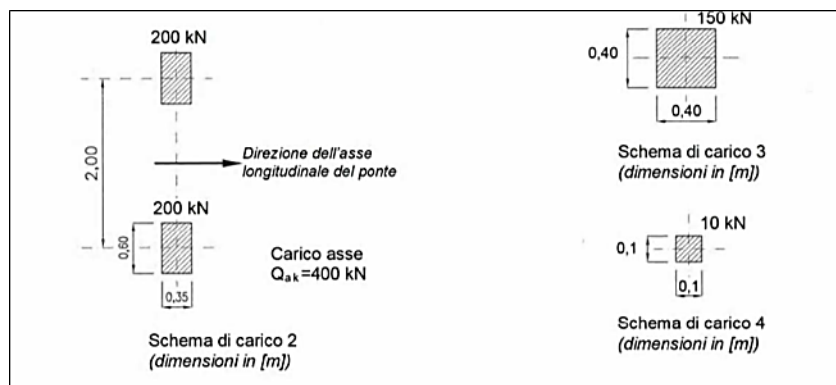 200 kN
2,00
Direzione dell'asse
longitudinale del ponte
200 kN
0,60
0,35
Carico asse
Qak=400 kN
Schema di carico 2
(dimensioni in [m])
150 kN
0,40
0,40
Schema di carico 3
(dimensioni in [m])
10 kN
0,1
0,1
Schema di carico 4
(dimensioni in [m])